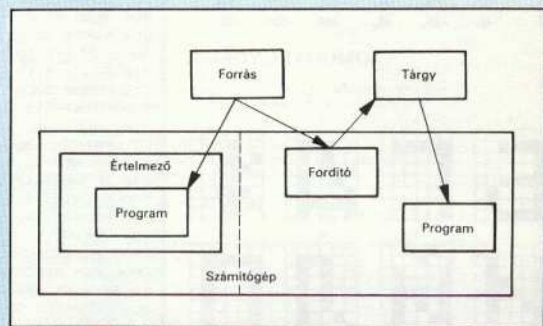 Forrás
Tárgy
Értelmező
Fordító
Program
Program
Számítógép